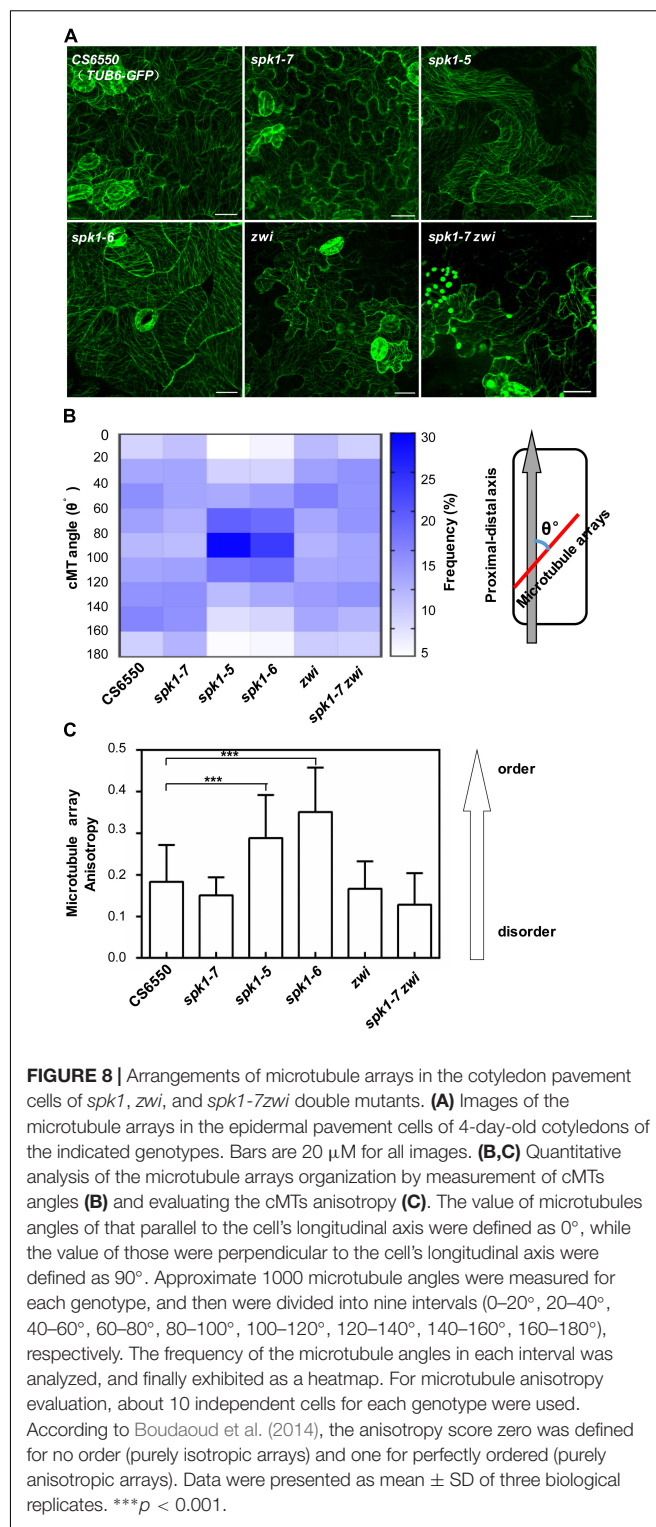 A
CS6550
(TUB6-GFP)
spk1-7
spk1-5
spk1-6
zwi
spk1-7 zwi
B
cMT angle (θ°)
0
20
40
60
80
100
120
140
160
180
CS6550
spk1-7
spk1-5
spk1-6
zwi
spk1-7 zwi
30
25
20
15
10
5
Frequency (%)
Proximal-distal axis
θ°
Microtubule arrays
C
Microtubule array
Anisotropy
0.5
0.4
0.3
0.2
0.1
0.0
***
***
CS6550
spk1-7
spk1-5
spk1-6
zwi
spk1-7 zwi
order
disorder
FIGURE 8 | Arrangements of microtubule arrays in the cotyledon pavement
cells of spk1, zwi, and spk1-7zwi double mutants. (A) Images of the
microtubule arrays in the epidermal pavement cells of 4-day-old cotyledons of
the indicated genotypes. Bars are 20 μM for all images. (B,C) Quantitative
analysis of the microtubule arrays organization by measurement of cMTs
angles (B) and evaluating the cMTs anisotropy (C). The value of microtubules
angles of that parallel to the cell's longitudinal axis were defined as 0°, while
the value of those were perpendicular to the cell's longitudinal axis were
defined as 90°. Approximate 1000 microtubule angles were measured for
each genotype, and then were divided into nine intervals (0–20°, 20–40°,
40–60°, 60–80°, 80–100°, 100–120°, 120–140°, 140–160°, 160–180°),
respectively. The frequency of the microtubule angles in each interval was
analyzed, and finally exhibited as a heatmap. For microtubule anisotropy
evaluation, about 10 independent cells for each genotype were used.
According to Boudaoud et al. (2014), the anisotropy score zero was defined
for no order (purely isotropic arrays) and one for perfectly ordered (purely
anisotropic arrays). Data were presented as mean ± SD of three biological
replicates. ***p < 0.001.